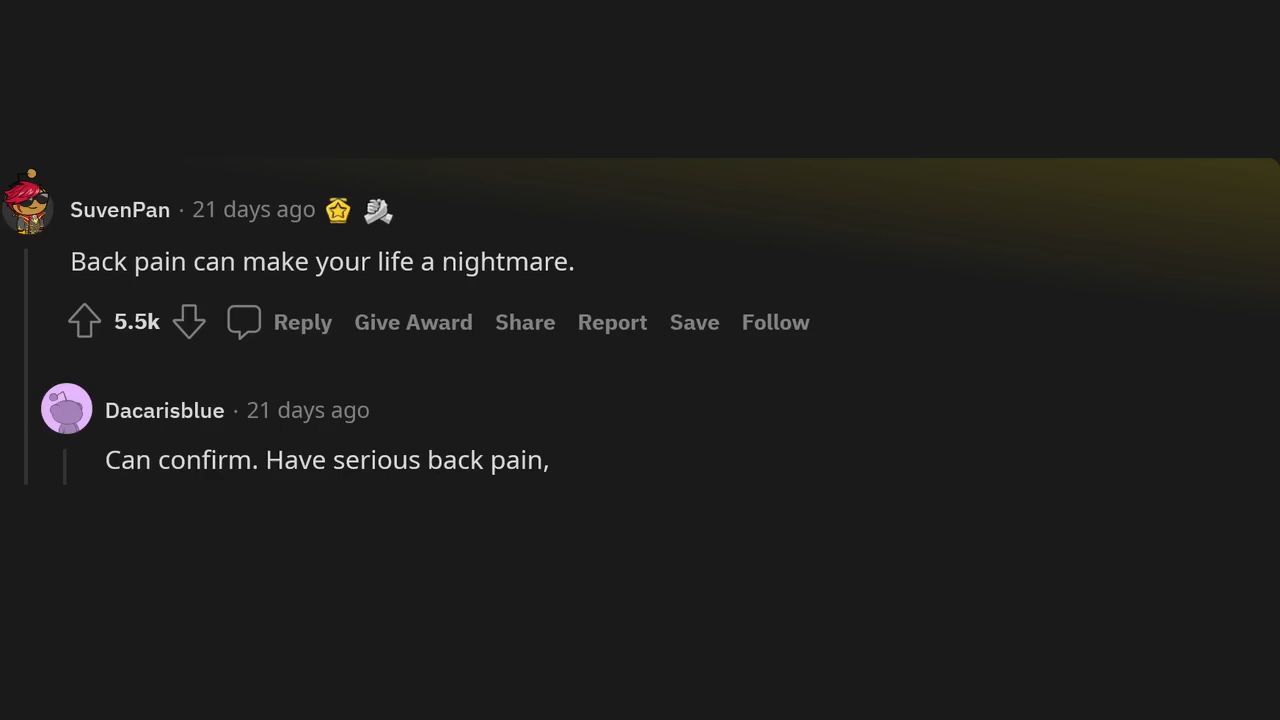 SuvenPan · 21 days ago
Back pain can make your life a nightmare.
5.5k Reply Give Award Share Report Save Follow
Dacarisblue · 21 days ago
Can confirm. Have serious back pain,